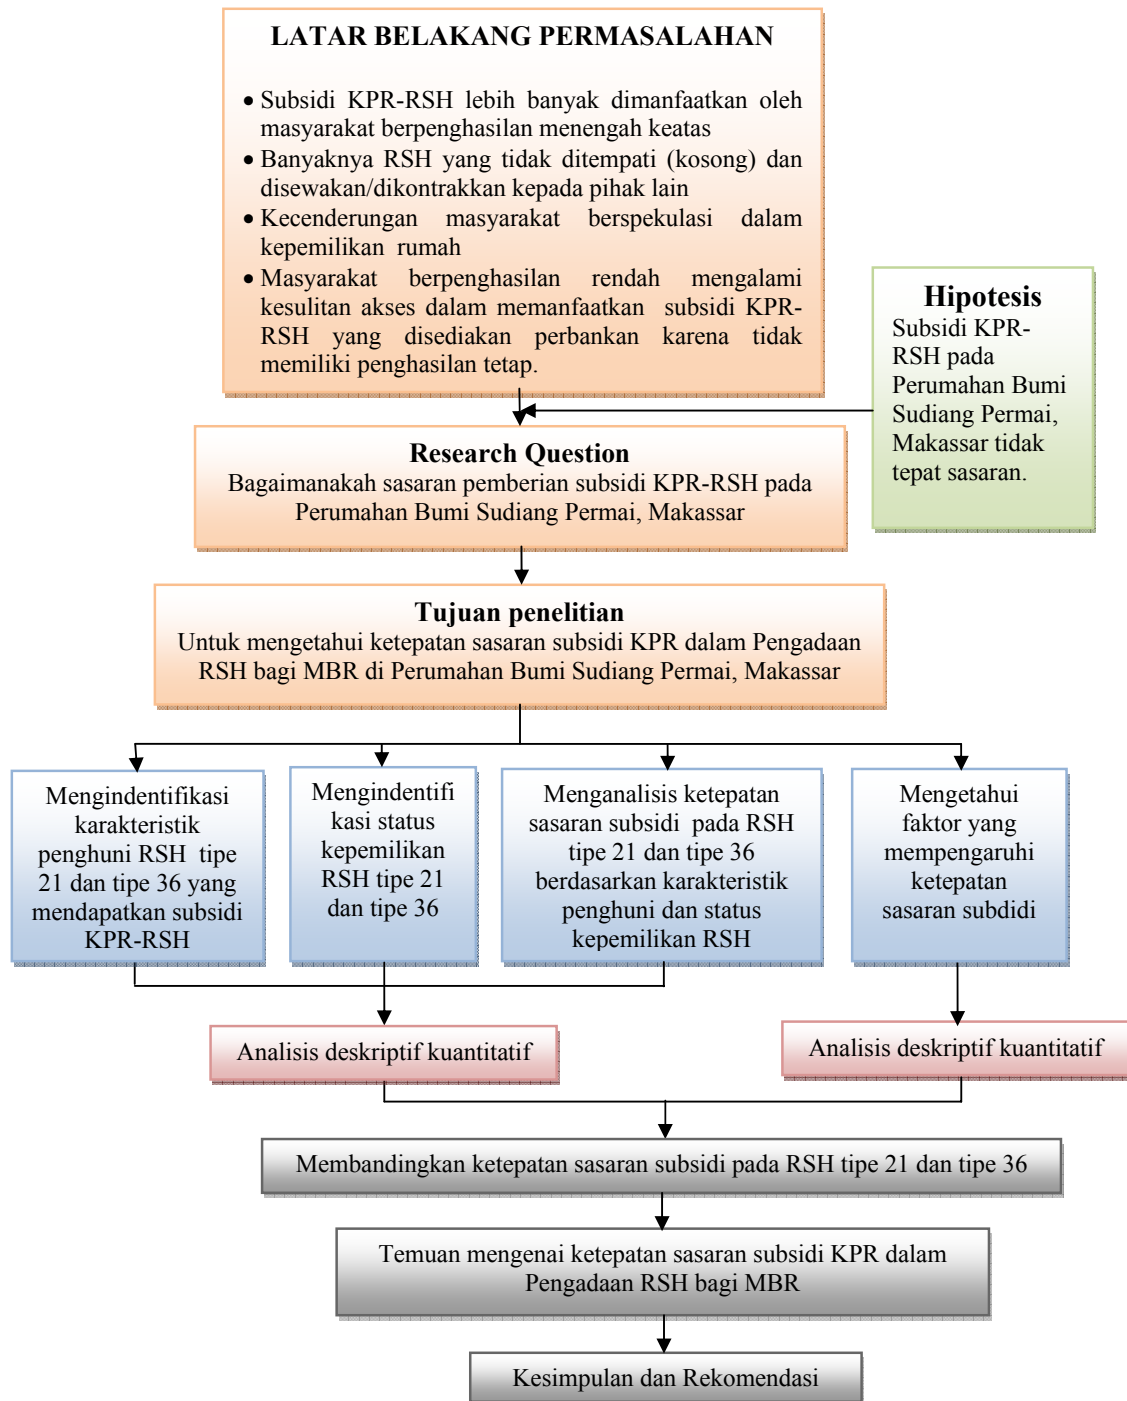 LATAR BELAKANG PERMASALAHAN
• Subsidi KPR-RSH lebih banyak dimanfaatkan oleh
masyarakat berpenghasilan menengah keatas
• Banyaknya RSH yang tidak ditempati (kosong) dan
disewakan/dikontrakkan kepada pihak lain
• Kecenderungan masyarakat berspekulasi dalam
kepemilikan rumah
• Masyarakat berpenghasilan rendah mengalami
kesulitan akses dalam memanfaatkan subsidi KPR-
RSH yang disediakan perbankan karena tidak
memiliki penghasilan tetap.
Hipotesis
Subsidi KPR-
RSH pada
Perumahan Bumi
Sudiang Permai,
Makassar tidak
tepat sasaran.
Research Question
Bagaimanakah sasaran pemberian subsidi KPR-RSH pada
Perumahan Bumi Sudiang Permai, Makassar
Tujuan penelitian
Untuk mengetahui ketepatan sasaran subsidi KPR dalam Pengadaan
RSH bagi MBR di Perumahan Bumi Sudiang Permai, Makassar
Mengindentifikasi
karakteristik
penghuni RSH tipe
21 dan tipe 36 yang
mendapatkan subsidi
KPR-RSH
Mengindentifi
kasi status
kepemilikan
RSH tipe 21
dan tipe 36
Menganalisis ketepatan
sasaran subsidi pada RSH
tipe 21 dan tipe 36
berdasarkan karakteristik
penghuni dan status
kepemilikan RSH
Mengetahui
faktor yang
mempengaruhi
ketepatan
sasaran subdidi
Analisis deskriptif kuantitatif
Analisis deskriptif kuantitatif
Membandingkan ketepatan sasaran subsidi pada RSH tipe 21 dan tipe 36
Temuan mengenai ketepatan sasaran subsidi KPR dalam
Pengadaan RSH bagi MBR
Kesimpulan dan Rekomendasi